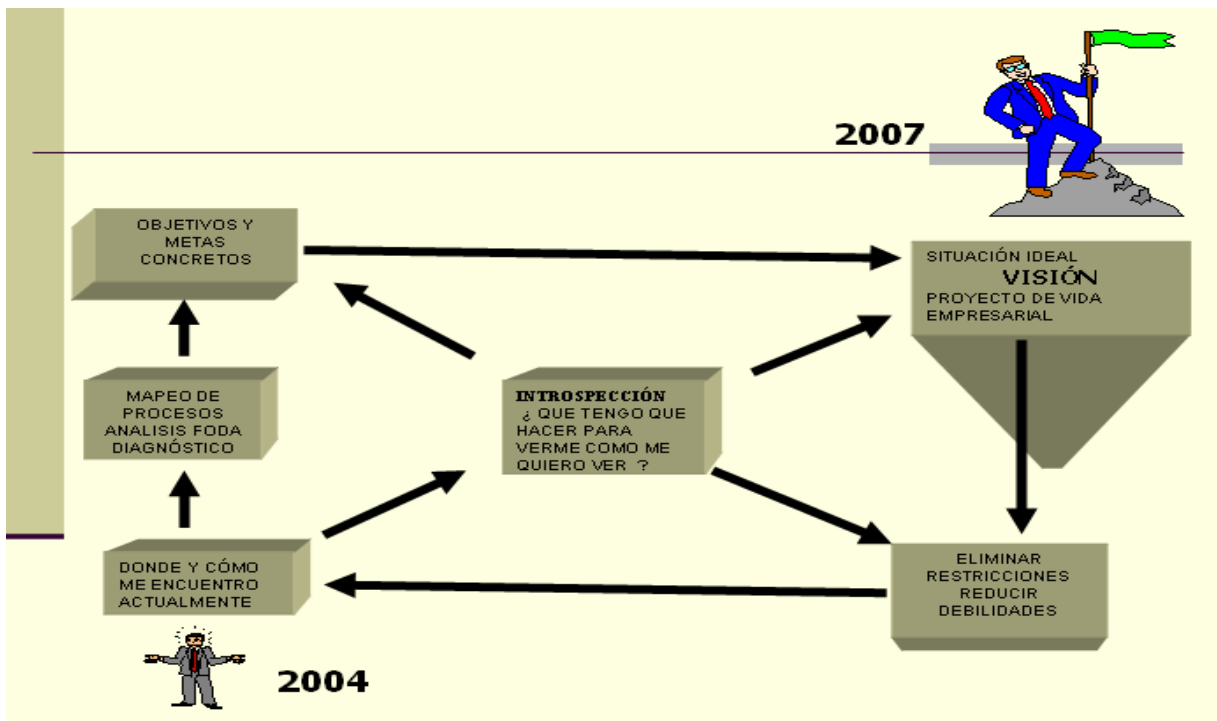 2007
OBJETIVOS Y
METAS
CONCRETOS
SITUACIÓN IDEAL
VISIÓN
PROYECTO DE VIDA
EMPRESARIAL
MAPEO DE
PROCESOS
ANALISIS FODA
DIAGNÓSTICO
INTROSPECCIÓN
¿ QUE TENGO QUE
HACER PARA
VERME COMO ME
QUIERO VER ?
DONDE Y CÓMO
ME ENCUENTRO
ACTUALMENTE
ELIMINAR
RESTRICCIONES
REDUCIR
DEBILIDADES
2004